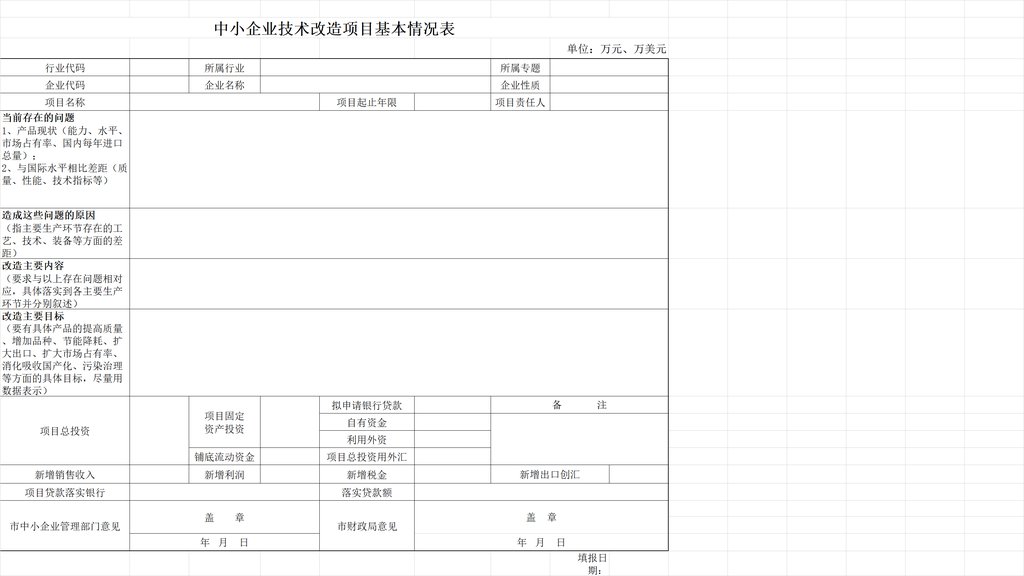 中小企业技术改造项目基本情况表
单位：万元、万美元
行业代码 所属行业 所属专题
企业代码 企业名称 企业性质
项目名称 项目起止年限 项目责任人
当前存在的问题
1、产品现状（能力、水平、
市场占有率、国内每年进口
总量）；
2、与国际水平相比差距（质
量、性能、技术指标等）
造成这些问题的原因
（指主要生产环节存在的工
艺、技术、装备等方面的差
距）
改造主要内容
（要求与以上存在问题相对
应，具体落实到各主要生产
环节并分别叙述）
改造主要目标
（要有具体产品的提高质量
、增加品种、节能降耗、扩
大出口、扩大市场占有率、
消化吸收国产化、污染治理
等方面的具体目标，尽量用
数据表示）
项目总投资
项目固定
资产投资
铺底流动资金
拟申请银行贷款
自有资金
利用外资
项目总投资用外汇
备 注
新增销售收入 新增利润 新增税金 新增出口创汇
项目贷款落实银行 落实贷款额
市中小企业管理部门意见
盖 章
年 月 日
市财政局意见
盖 章
年 月 日
填报日
期：